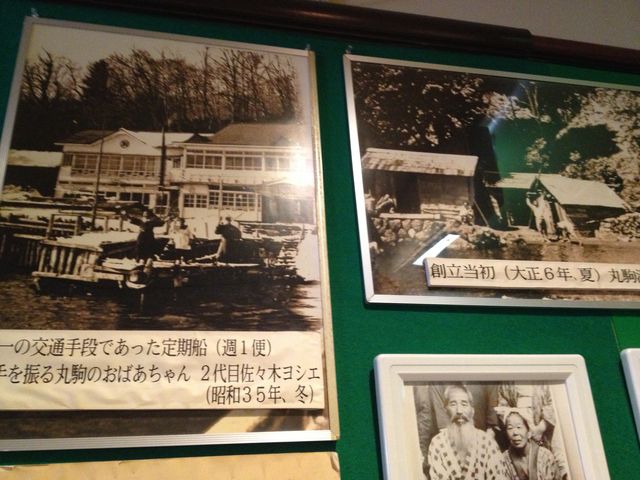 一の交通手段であった定期船（週１便）
手を振る丸駒のおばあちゃん ２代目佐々木ヨシエ
（昭和３５年、冬）
創立当初（大正６年、夏）丸駒